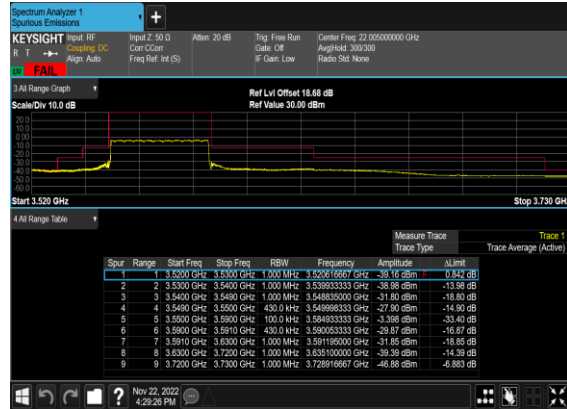 Spectrum Analyzer 1
Spurious Emissions
KEYSIGHT Input: RF Input Z: 50 Ω Atten: 20 dB Trig: Free Run Center Freq: 22.005000000 GHz
R T Coupling: DC Corr CCorr Gate: Off Avg|Hold: 300/300
Align: Auto Freq Ref: Int (S) IF Gain: Low Radio Std: None
FAIL
3 All Range Graph Ref Lvl Offset 18.68 dB
Scale/Div 10.0 dB Ref Value 30.00 dBm
20.0
10.0
0.00
-10.0
-20.0
-30.0
-40.0
-50.0
-60.0
Start 3.520 GHz Stop 3.730 GHz
4 All Range Table
Measure Trace Trace 1
Trace Type Trace Average (Active)
Spur Range Start Freq Stop Freq RBW Frequency Amplitude ΔLimit
1 1 3.5200 GHz 3.5300 GHz 1.000 MHz 3.520616667 GHz -39.16 dBm F 0.842 dB
2 2 3.5300 GHz 3.5400 GHz 1.000 MHz 3.539933333 GHz -38.98 dBm -13.98 dB
3 3 3.5400 GHz 3.5490 GHz 1.000 MHz 3.548835000 GHz -31.80 dBm -18.80 dB
4 4 3.5490 GHz 3.5500 GHz 430.0 kHz 3.549998333 GHz -27.90 dBm -14.90 dB
5 5 3.5500 GHz 3.5900 GHz 100.0 kHz 3.584933333 GHz -3.398 dBm -33.40 dB
6 6 3.5900 GHz 3.5910 GHz 430.0 kHz 3.590053333 GHz -29.87 dBm -16.87 dB
7 7 3.5910 GHz 3.6300 GHz 1.000 MHz 3.591195000 GHz -31.85 dBm -18.85 dB
8 8 3.6300 GHz 3.7200 GHz 1.000 MHz 3.635100000 GHz -39.39 dBm -14.39 dB
9 9 3.7200 GHz 3.7300 GHz 1.000 MHz 3.728916667 GHz -46.88 dBm -6.883 dB
Nov 22, 2022
4:29:26 PM